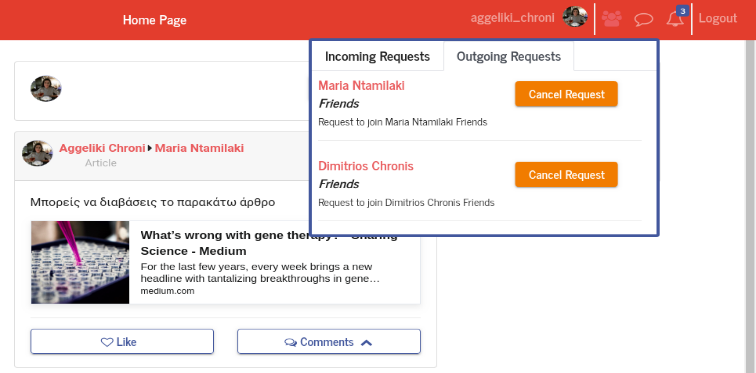 Home Page
aggeliki_chroni
3
Logout
Incoming Requests
Outgoing Requests
Maria Ntamilaki
Friends
Cancel Request
Request to join Maria Ntamilaki Friends
Dimitrios Chronis
Friends
Cancel Request
Request to join Dimitrios Chronis Friends
Aggeliki Chroni Maria Ntamilaki
Article
Μπορείς να διαβάσεις το παρακάτω άρθρο
What's wrong with gene therapy? - Sharing
Science - Medium
For the last few years, every week brings a new
headline with tantalizing breakthroughs in gene…
medium.com
Like
Comments